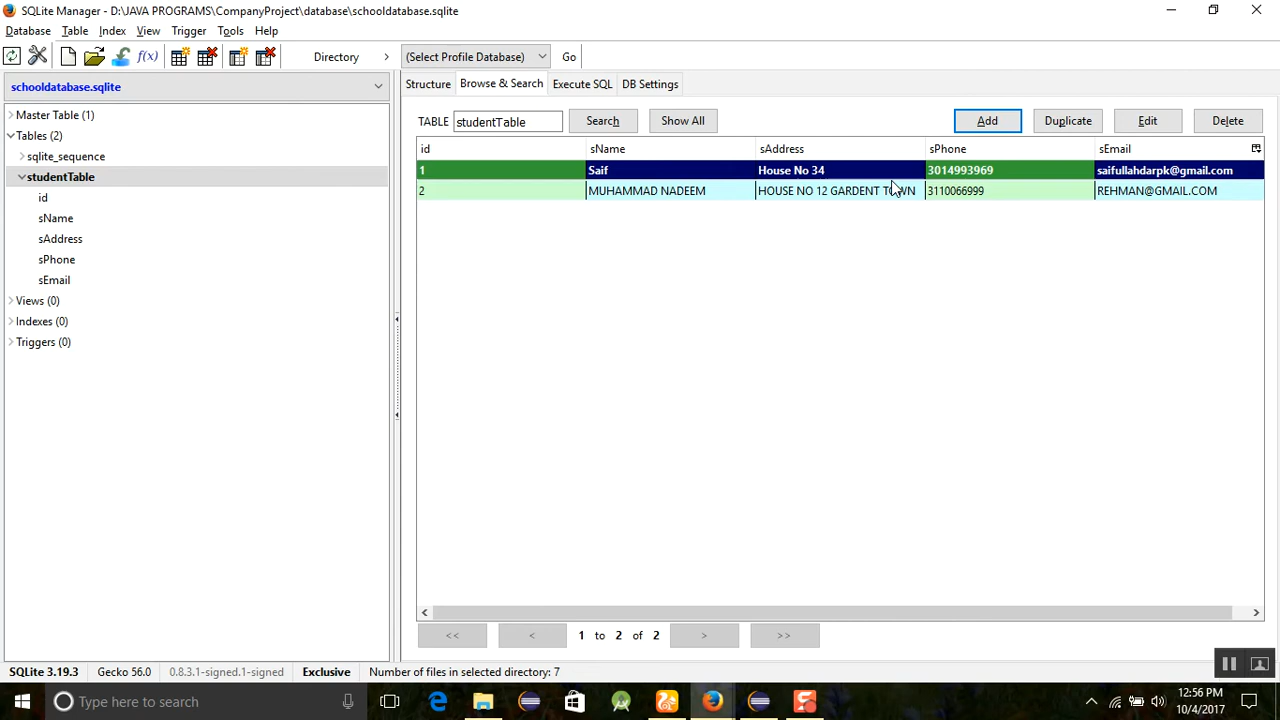 SQLite Manager - D:\JAVA PROGRAMS\CompanyProject\database\schooldatabase.sqlite
Database Table Index View Trigger Tools Help
f(x) Directory > (Select Profile Database) Go
schooldatabase.sqlite
Master Table (1)
Tables (2)
sqlite_sequence
studentTable
id
sName
sAddress
sPhone
sEmail
Views (0)
Indexes (0)
Triggers (0)
Structure Browse & Search Execute SQL DB Settings
TABLE studentTable Search Show All Add Duplicate Edit Delete
id sName sAddress sPhone sEmail
1 Saif House No 34 3014993969 saifullahdarpk@gmail.com
2 MUHAMMAD NADEEM HOUSE NO 12 GARDENT TOWN 3110066999 REHMAN@GMAIL.COM
<< < 1 to 2 of 2 > >>
SQLite 3.19.3 Gecko 56.0 0.8.3.1-signed.1-signed Exclusive Number of files in selected directory: 7
Type here to search
12:56 PM
10/4/2017